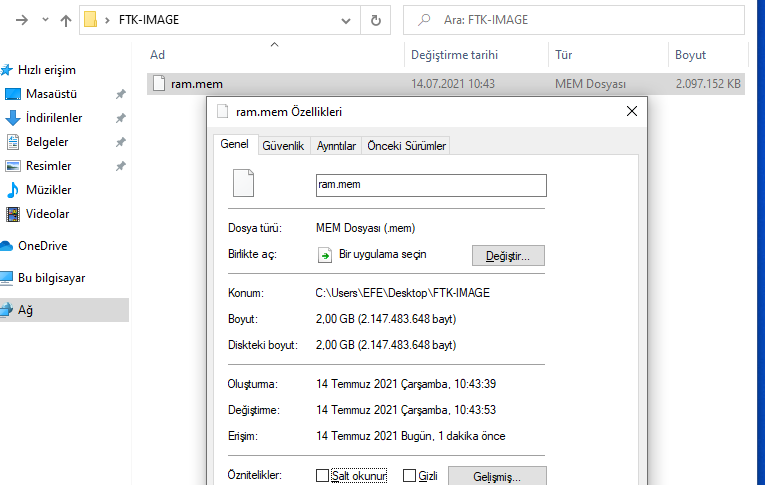 FTK-IMAGE
Ara: FTK-IMAGE
Ad Değiştirme tarihi Tür Boyut
Hızlı erişim
ram.mem 14.07.2021 10:43 MEM Dosyası 2.097.152 KB
Masaüstü
ram.mem Özellikleri
İndirilenler
Belgeler
Genel Güvenlik Ayrıntılar Önceki Sürümler
Resimler
Müzikler
ram.mem
Videolar
Dosya türü: MEM Dosyası (.mem)
OneDrive
Birlikte aç: Bir uygulama seçin Değiştir...
Bu bilgisayar
Konum: C:\Users\EFE\Desktop\FTK-IMAGE
Ağ
Boyut: 2,00 GB (2.147.483.648 bayt)
Diskteki boyut: 2,00 GB (2.147.483.648 bayt)
Oluşturma: 14 Temmuz 2021 Çarşamba, 10:43:39
Değiştirme: 14 Temmuz 2021 Çarşamba, 10:43:53
Erişim: 14 Temmuz 2021 Bugün, 1 dakika önce
Öznitelikler: Salt okunur Gizli Gelişmiş...